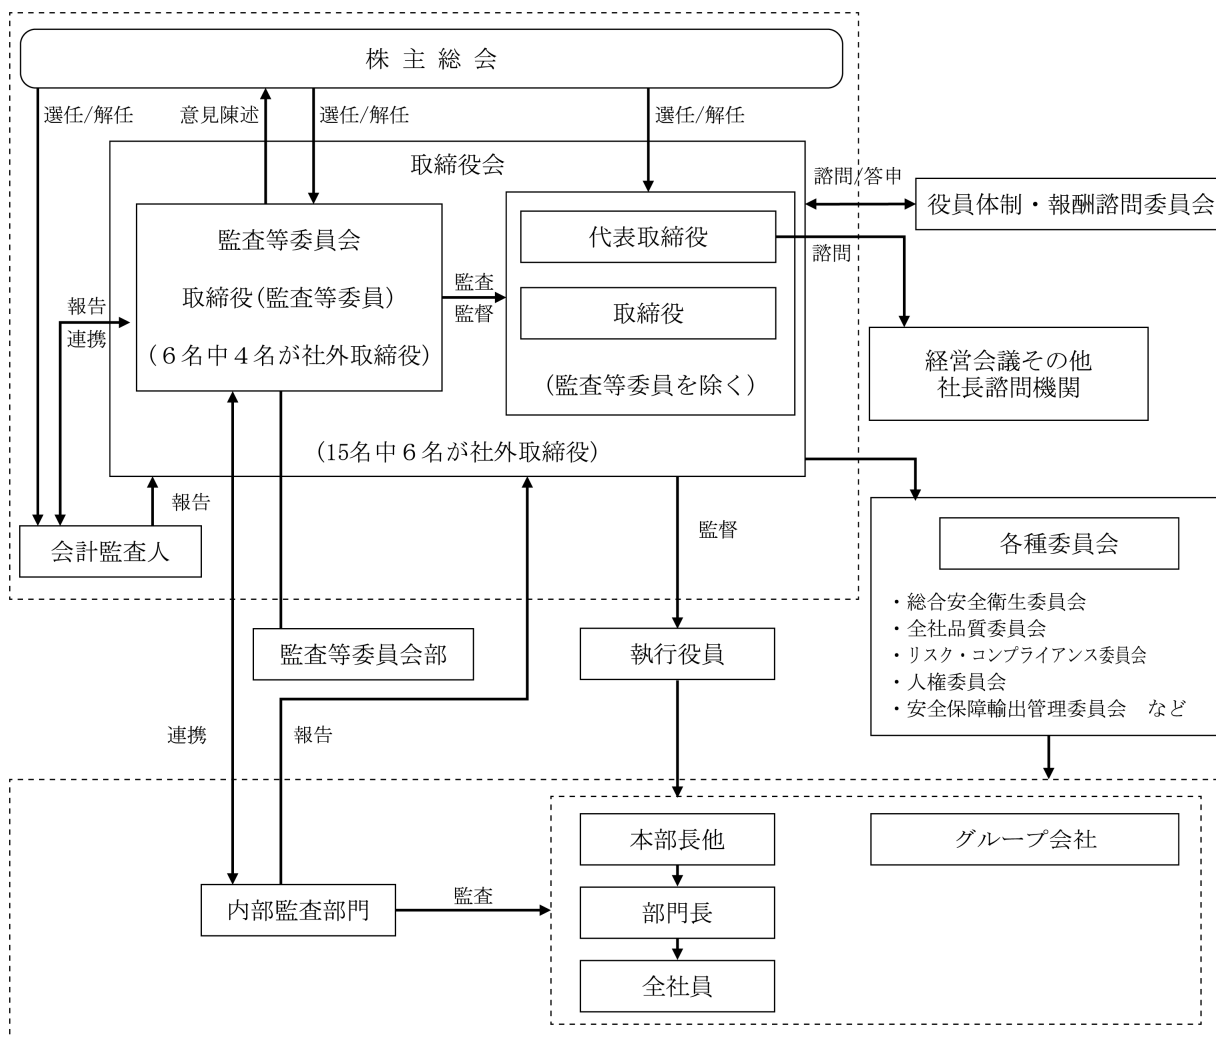 株主総会
選任/解任
意見陳述
選任/解任
選任/解任
取締役会
諮問/答申
役員体制・報酬諮問委員会
監査等委員会
取締役(監査等委員)
(6名中4名が社外取締役)
監査
監督
代表取締役
取締役
(監査等委員を除く)
諮問
経営会議その他
社長諮問機関
報告
連携
(15名中6名が社外取締役)
報告
会計監査人
監督
各種委員会
・総合安全衛生委員会
・全社品質委員会
・リスク・コンプライアンス委員会
・人権委員会
・安全保障輸出管理委員会　など
監査等委員会部
執行役員
連携
報告
本部長他
グループ会社
内部監査部門
監査
部門長
全社員